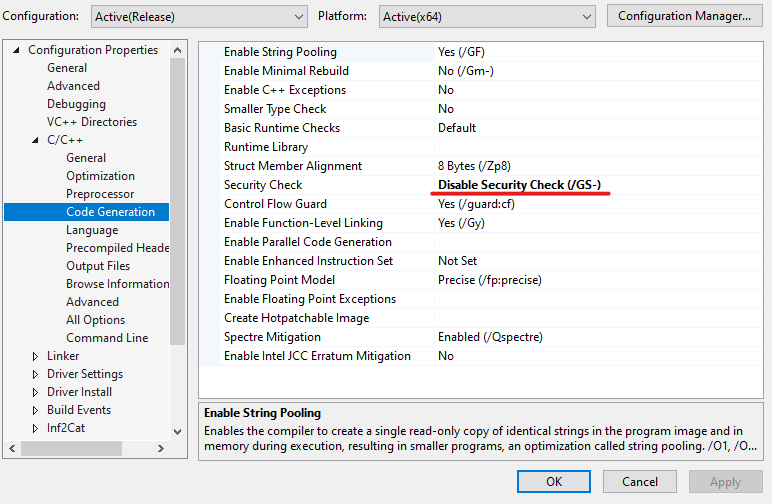 Configuration: Active(Release) Platform: Active(x64) Configuration Manager...
Configuration Properties
General
Advanced
Debugging
VC++ Directories
C/C++
General
Optimization
Preprocessor
Code Generation
Language
Precompiled Heade
Output Files
Browse Information
Advanced
All Options
Command Line
Linker
Driver Settings
Driver Install
Build Events
Inf2Cat
Enable String Pooling Yes (/GF)
Enable Minimal Rebuild No (/Gm-)
Enable C++ Exceptions No
Smaller Type Check No
Basic Runtime Checks Default
Runtime Library
Struct Member Alignment 8 Bytes (/Zp8)
Security Check Disable Security Check (/GS-)
Control Flow Guard Yes (/guard:cf)
Enable Function-Level Linking Yes (/Gy)
Enable Parallel Code Generation
Enable Enhanced Instruction Set Not Set
Floating Point Model Precise (/fp:precise)
Enable Floating Point Exceptions
Create Hotpatchable Image
Spectre Mitigation Enabled (/Qspectre)
Enable Intel JCC Erratum Mitigation No
Enable String Pooling
Enables the compiler to create a single read-only copy of identical strings in the program image and in
memory during execution, resulting in smaller programs, an optimization called string pooling. /O1, /O...
OK Cancel Apply